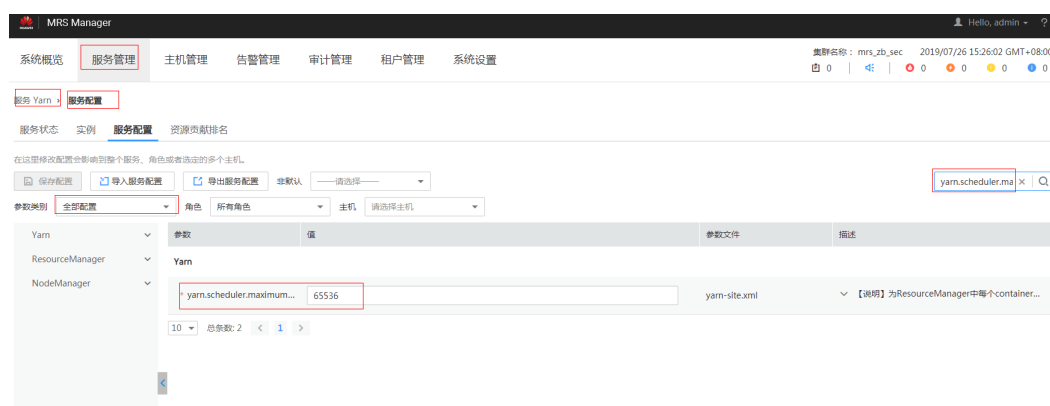 HUAWEI MRS Manager Hello, admin ?
系统概览 服务管理 主机管理 告警管理 审计管理 租户管理 系统设置 集群名称： mrs_zb_sec 2019/07/26 15:26:02 GMT+08:00
0 0 0 0 0
服务 Yarn › 服务配置
服务状态 实例 服务配置 资源贡献排名
在这里修改配置会影响到整个服务、角色或者选定的多个主机。
保存配置 导入服务配置 导出服务配置 非默认 ——请选择—— yarn.scheduler.ma ×
参数类别 全部配置 角色 所有角色 主机 请选择主机
Yarn 参数 值 参数文件 描述
ResourceManager Yarn
NodeManager * yarn.scheduler.maximum... 65536 yarn-site.xml 【说明】为ResourceManager中每个container...
10 总条数: 2 < 1 >